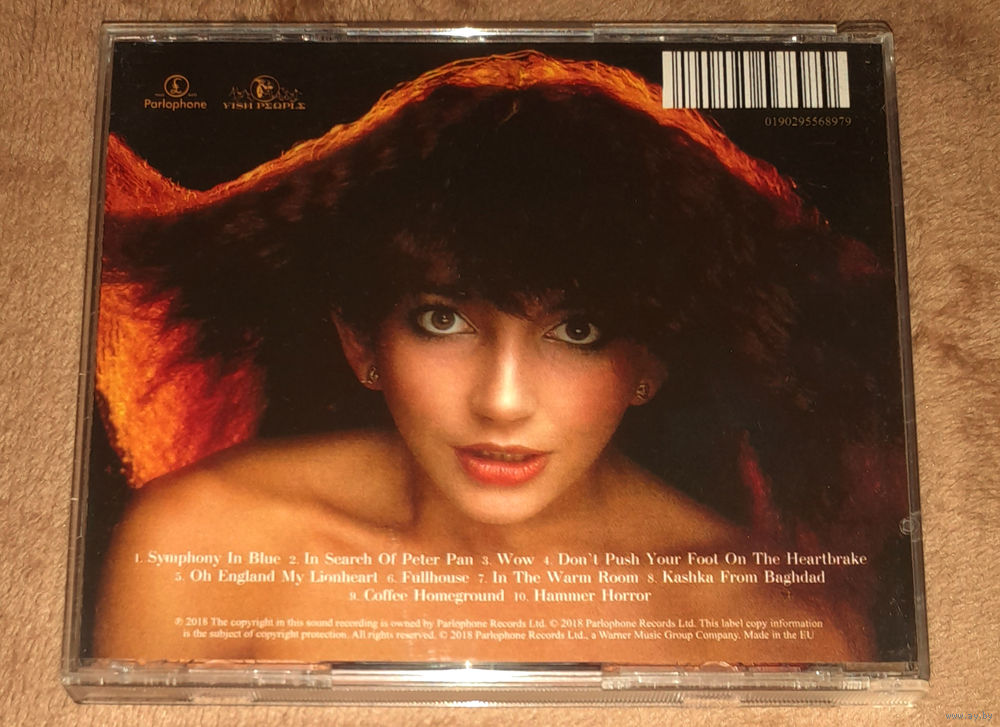 Parlophone
FISH PEOPLE
0190295568979
1. Symphony In Blue 2. In Search Of Peter Pan 3. Wow 4. Don't Push Your Foot On The Heartbrake
5. Oh England My Lionheart 6. Fullhouse 7. In The Warm Room 8. Kashka From Baghdad
9. Coffee Homeground 10. Hammer Horror
℗ 2018 The copyright in this sound recording is owned by Parlophone Records Ltd. © 2018 Parlophone Records Ltd. This label copy information
is the subject of copyright protection. All rights reserved. © 2018 Parlophone Records Ltd., a Warner Music Group Company. Made in the EU
www.ay.by